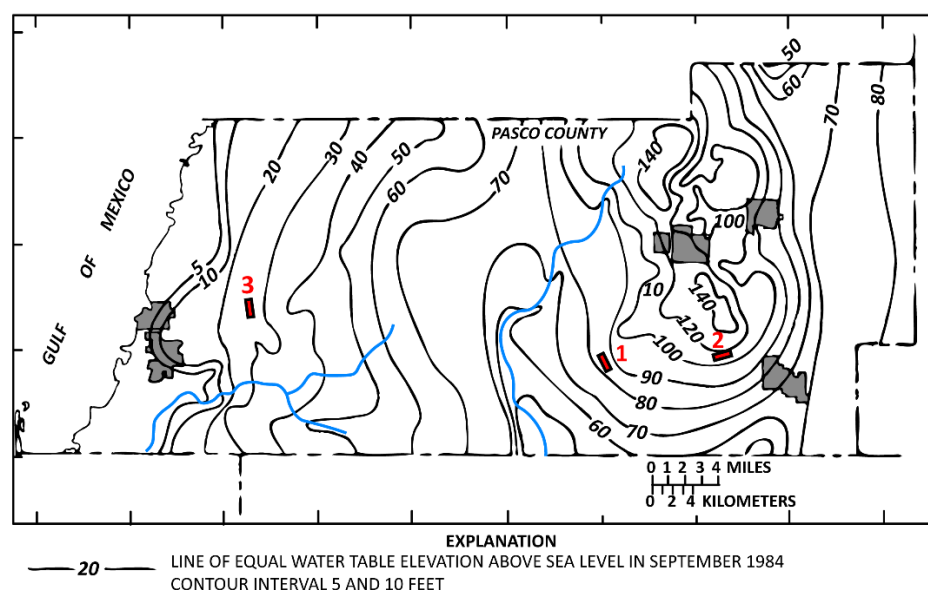 50
60
80
70
PASCO COUNTY
140
20
30
40
50
60
70
100
GULF
OF
MEXICO
5
10
3
10
140
120
2
100
1
90
80
70
60
0 1 2 3 4 MILES
0 2 4 KILOMETERS
EXPLANATION
20 LINE OF EQUAL WATER TABLE ELEVATION ABOVE SEA LEVEL IN SEPTEMBER 1984
CONTOUR INTERVAL 5 AND 10 FEET